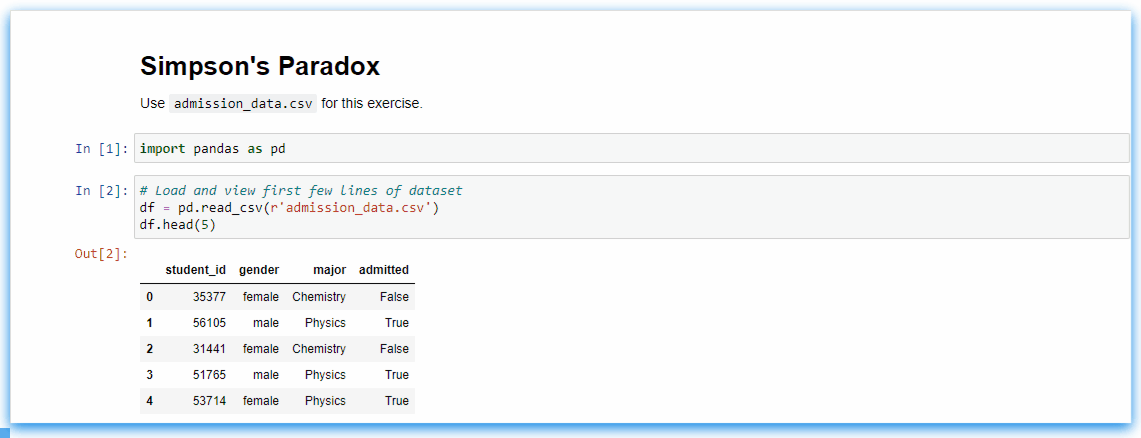 Simpson's Paradox
Use admission_data.csv for this exercise.
In [1]: import pandas as pd
In [2]: # Load and view first few lines of dataset
df = pd.read_csv(r'admission_data.csv')
df.head(5)
Out[2]:
student_id gender major admitted
0 35377 female Chemistry False
1 56105 male Physics True
2 31441 female Chemistry False
3 51765 male Physics True
4 53714 female Physics True